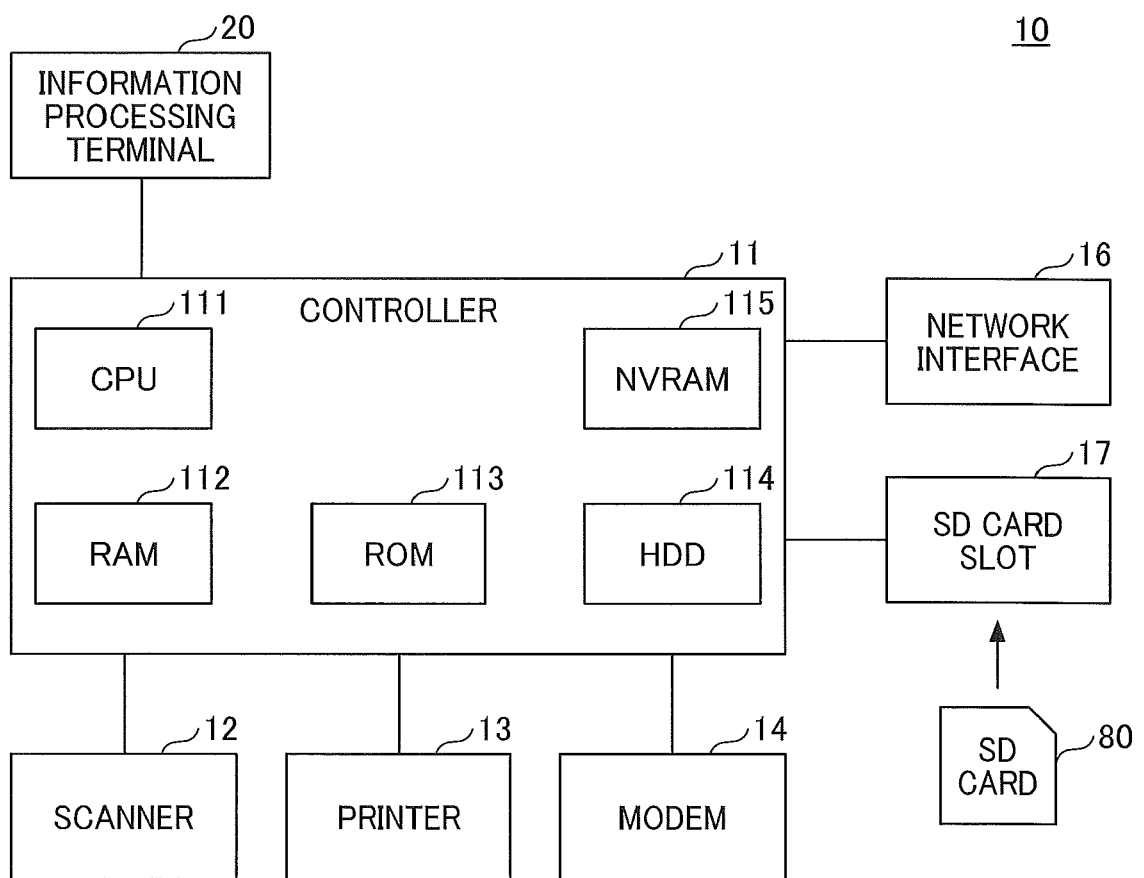 20
10
INFORMATION
PROCESSING
TERMINAL
11
16
CONTROLLER
111
115
CPU
NVRAM
NETWORK
INTERFACE
112
113
114
17
RAM
ROM
HDD
SD CARD
SLOT
12
13
14
80
SCANNER
PRINTER
MODEM
SD
CARD